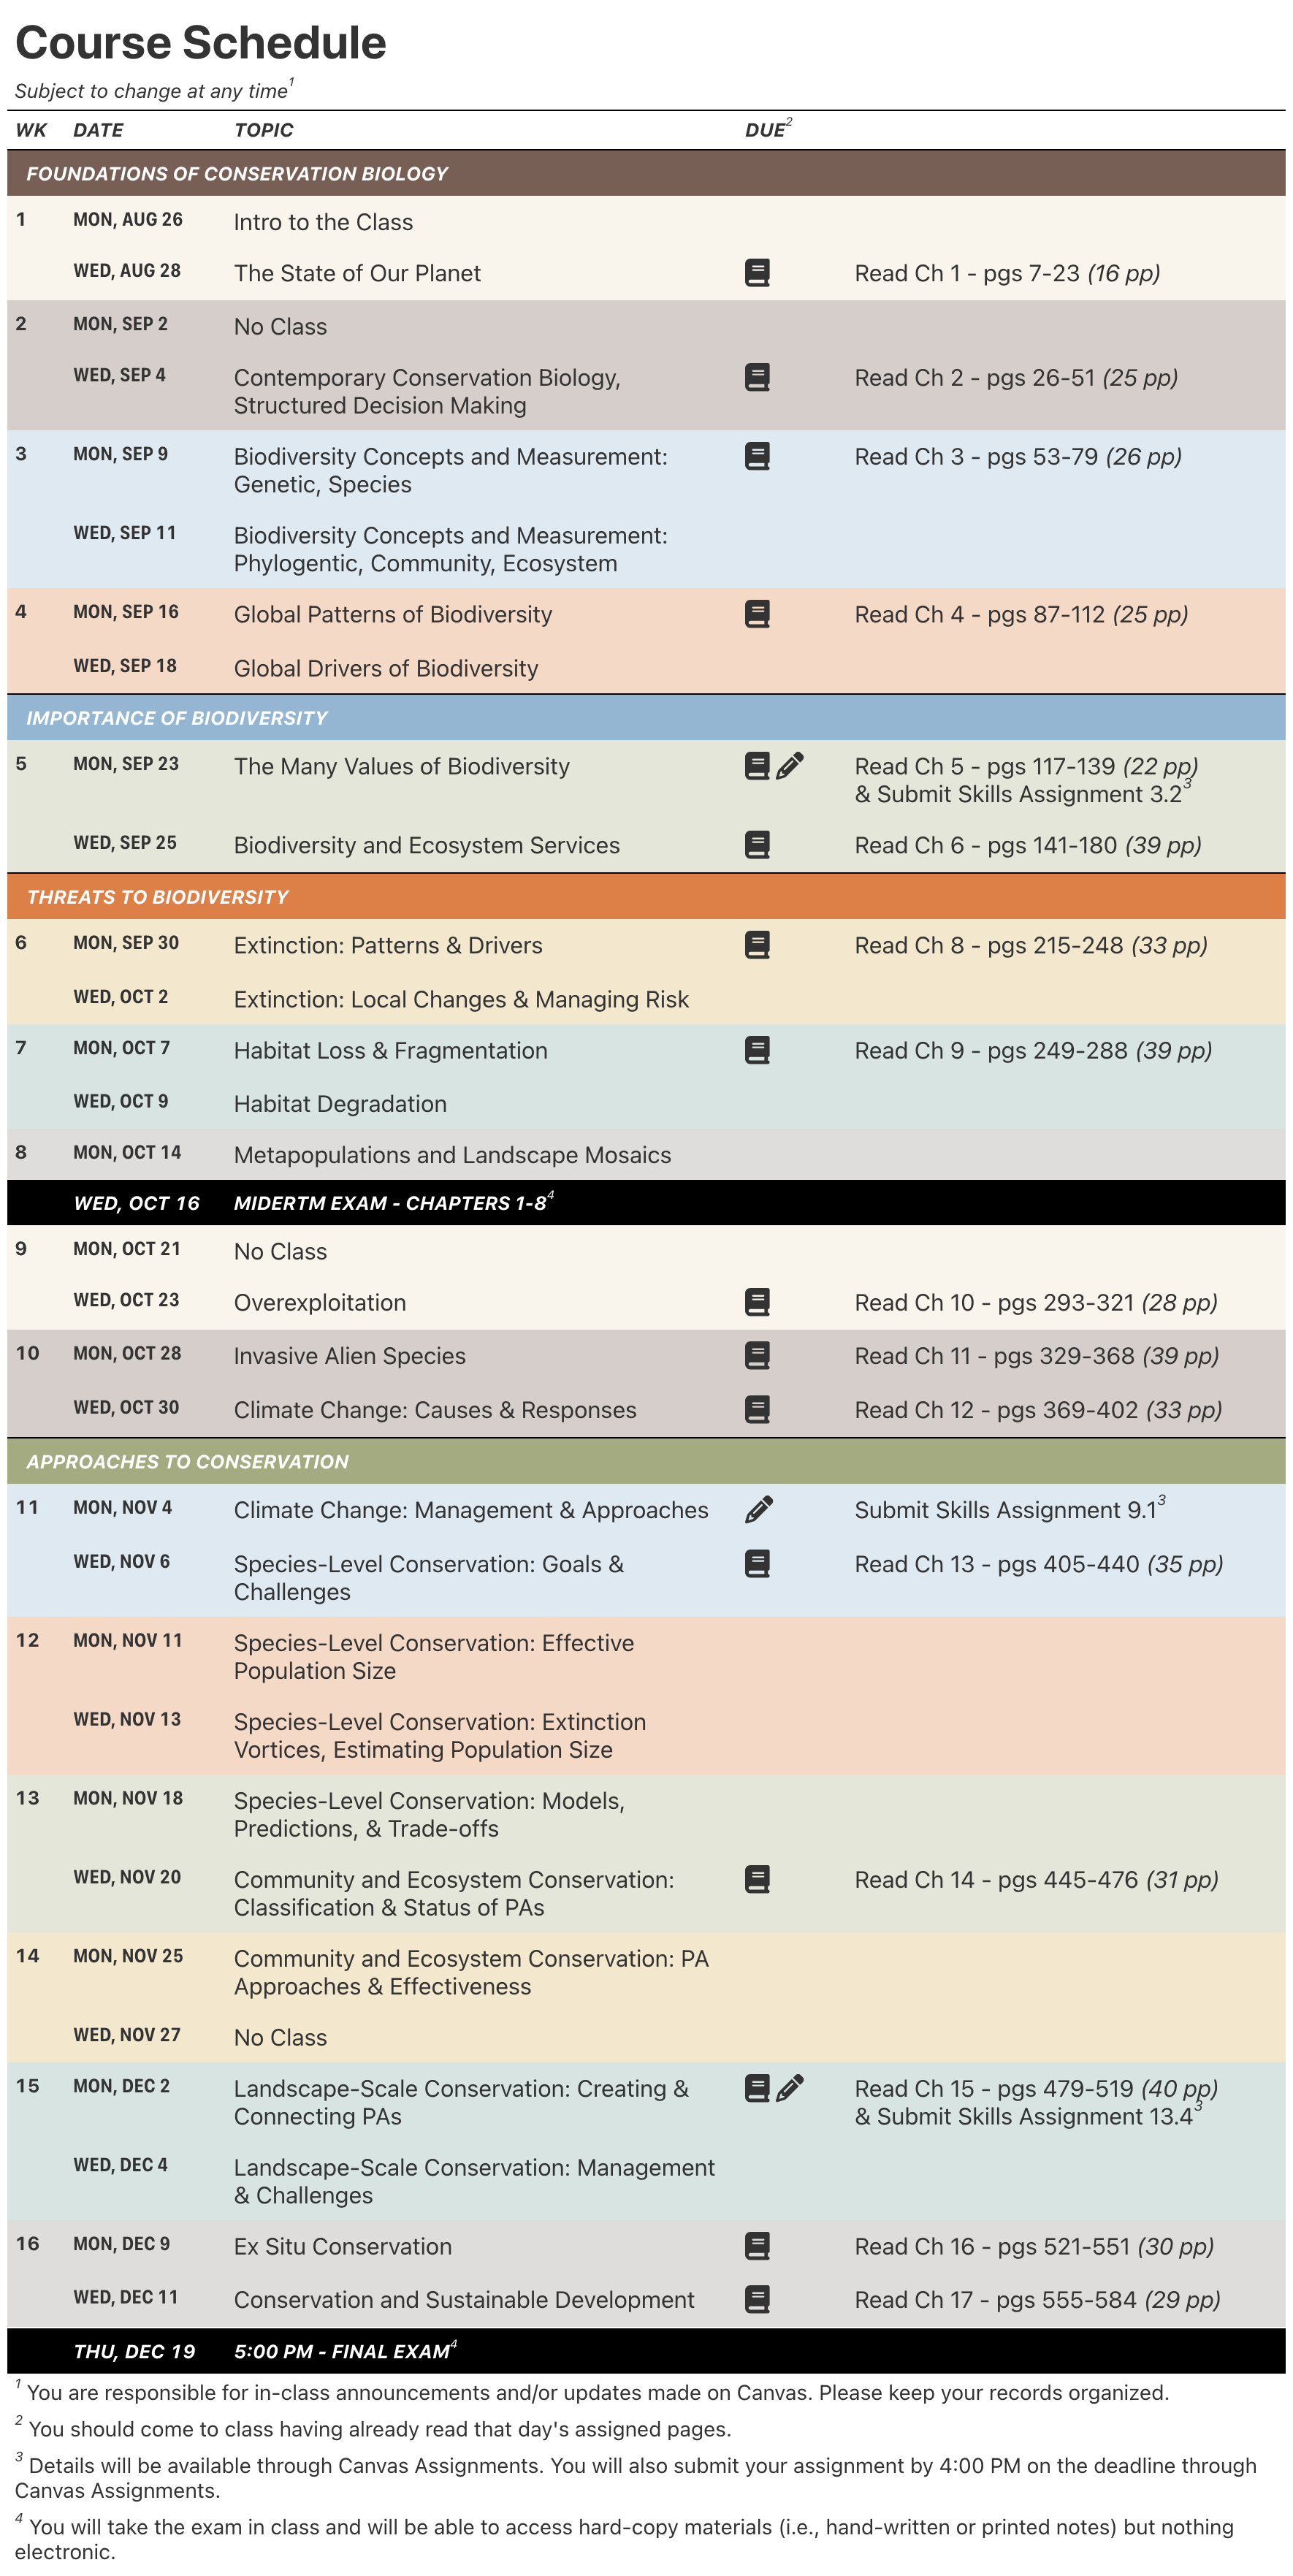 Course Schedule
Subject to change at any time1
WK DATE TOPIC DUE2
FOUNDATIONS OF CONSERVATION BIOLOGY
1 MON, AUG 26 Intro to the Class
WED, AUG 28 The State of Our Planet Read Ch 1 - pgs 7-23 (16 pp)
2 MON, SEP 2 No Class
WED, SEP 4 Contemporary Conservation Biology, Read Ch 2 - pgs 26-51 (25 pp)
Structured Decision Making
3 MON, SEP 9 Biodiversity Concepts and Measurement: Read Ch 3 - pgs 53-79 (26 pp)
Genetic, Species
WED, SEP 11 Biodiversity Concepts and Measurement:
Phylogentic, Community, Ecosystem
4 MON, SEP 16 Global Patterns of Biodiversity Read Ch 4 - pgs 87-112 (25 pp)
WED, SEP 18 Global Drivers of Biodiversity
IMPORTANCE OF BIODIVERSITY
5 MON, SEP 23 The Many Values of Biodiversity Read Ch 5 - pgs 117-139 (22 pp)
& Submit Skills Assignment 3.23
WED, SEP 25 Biodiversity and Ecosystem Services Read Ch 6 - pgs 141-180 (39 pp)
THREATS TO BIODIVERSITY
6 MON, SEP 30 Extinction: Patterns & Drivers Read Ch 8 - pgs 215-248 (33 pp)
WED, OCT 2 Extinction: Local Changes & Managing Risk
7 MON, OCT 7 Habitat Loss & Fragmentation Read Ch 9 - pgs 249-288 (39 pp)
WED, OCT 9 Habitat Degradation
8 MON, OCT 14 Metapopulations and Landscape Mosaics
WED, OCT 16 MIDERTM EXAM - CHAPTERS 1-84
9 MON, OCT 21 No Class
WED, OCT 23 Overexploitation Read Ch 10 - pgs 293-321 (28 pp)
10 MON, OCT 28 Invasive Alien Species Read Ch 11 - pgs 329-368 (39 pp)
WED, OCT 30 Climate Change: Causes & Responses Read Ch 12 - pgs 369-402 (33 pp)
APPROACHES TO CONSERVATION
11 MON, NOV 4 Climate Change: Management & Approaches Submit Skills Assignment 9.13
WED, NOV 6 Species-Level Conservation: Goals & Read Ch 13 - pgs 405-440 (35 pp)
Challenges
12 MON, NOV 11 Species-Level Conservation: Effective
Population Size
WED, NOV 13 Species-Level Conservation: Extinction
Vortices, Estimating Population Size
13 MON, NOV 18 Species-Level Conservation: Models,
Predictions, & Trade-offs
WED, NOV 20 Community and Ecosystem Conservation: Read Ch 14 - pgs 445-476 (31 pp)
Classification & Status of PAs
14 MON, NOV 25 Community and Ecosystem Conservation: PA
Approaches & Effectiveness
WED, NOV 27 No Class
15 MON, DEC 2 Landscape-Scale Conservation: Creating & Read Ch 15 - pgs 479-519 (40 pp)
Connecting PAs & Submit Skills Assignment 13.43
WED, DEC 4 Landscape-Scale Conservation: Management
& Challenges
16 MON, DEC 9 Ex Situ Conservation Read Ch 16 - pgs 521-551 (30 pp)
WED, DEC 11 Conservation and Sustainable Development Read Ch 17 - pgs 555-584 (29 pp)
THU, DEC 19 5:00 PM - FINAL EXAM4
1 You are responsible for in-class announcements and/or updates made on Canvas. Please keep your records organized.
2 You should come to class having already read that day's assigned pages.
3 Details will be available through Canvas Assignments. You will also submit your assignment by 4:00 PM on the deadline through
Canvas Assignments.
4 You will take the exam in class and will be able to access hard-copy materials (i.e., hand-written or printed notes) but nothing
electronic.